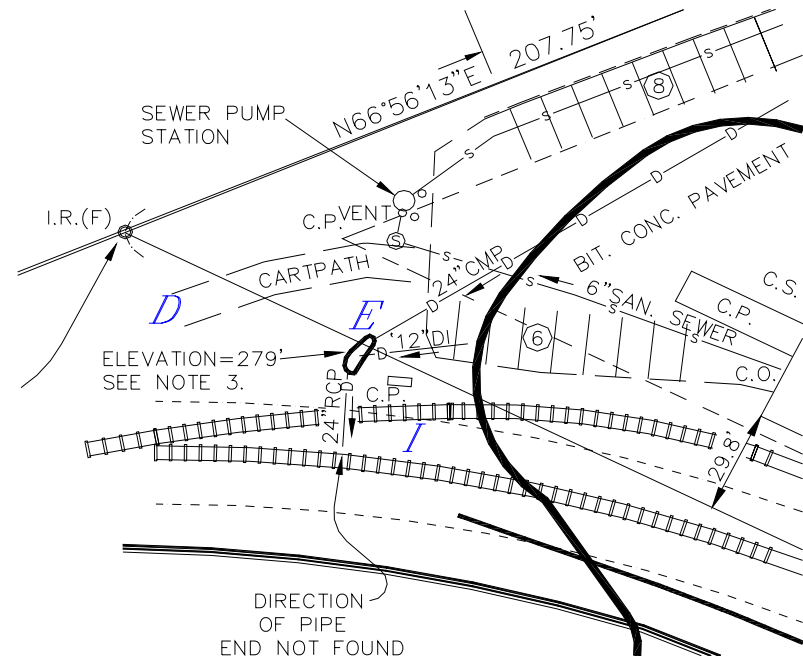 N66°56'13"E 207.75'
8
SEWER PUMP
STATION
I.R.(F)
C.P.
VENT
S
CARTPATH
24" CMP
BIT. CONC. PAVEMENT
D
E
6" SAN. SEWER
C.S.
C.P.
6
C.O.
12" DI
ELEVATION=279'
SEE NOTE 3.
C.P.
24" RCP
I
29.8
DIRECTION
OF PIPE
END NOT FOUND
S
S
S
S
S
S
S
S
D
D
D
D
D
D
D
D